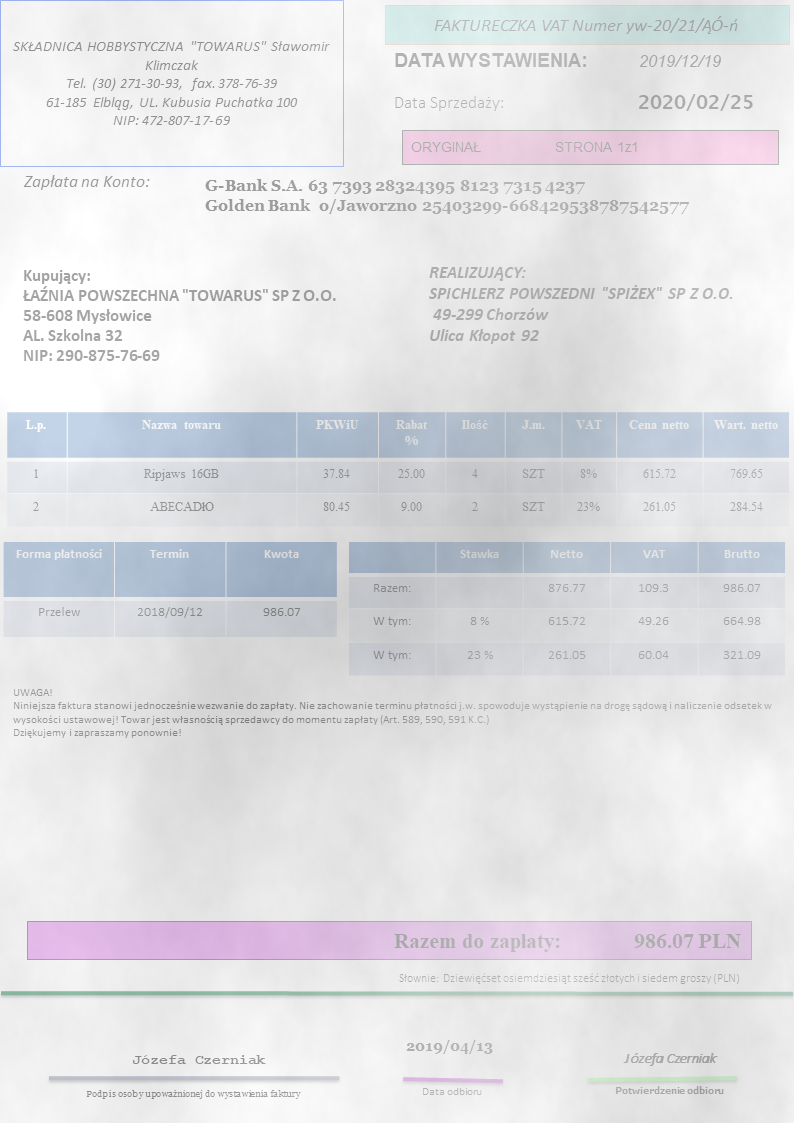 SKŁADNICA HOBBYSTYCZNA "TOWARUS" Sławomir
Klimczak
Tel. (30) 271-30-93, fax. 378-76-39
61-185 Elbląg, UL. Kubusia Puchatka 100
NIP: 472-807-17-69
FAKTURECZKA VAT Numer yw-20/21/ĄÓ-ń
DATA WYSTAWIENIA: 2019/12/19
Data Sprzedaży: 2020/02/25
ORYGINAŁ STRONA 1z1
Zapłata na Konto:
G-Bank S.A. 63 7393 28324395 8123 7315 4237
Golden Bank o/Jaworzno 25403299-668429538787542577
Kupujący:
ŁAŹNIA POWSZECHNA "TOWARUS" SP Z O.O.
58-608 Mysłowice
AL. Szkolna 32
NIP: 290-875-76-69
REALIZUJĄCY:
SPICHLERZ POWSZEDNI "SPIŻEX" SP Z O.O.
49-299 Chorzów
Ulica Kłopot 92
L.p. Nazwa towaru PKWiU Rabat % Ilość J.m. VAT Cena netto Wart. netto
1 Ripjaws 16GB 37.84 25.00 4 SZT 8% 615.72 769.65
2 ABECADłO 80.45 9.00 2 SZT 23% 261.05 284.54
Forma płatności Termin Kwota
Przelew 2018/09/12 986.07
Stawka Netto VAT Brutto
Razem: 876.77 109.3 986.07
W tym: 8 % 615.72 49.26 664.98
W tym: 23 % 261.05 60.04 321.09
UWAGA!
Niniejsza faktura stanowi jednocześnie wezwanie do zapłaty. Nie zachowanie terminu płatności j.w. spowoduje wystąpienie na drogę sądową i naliczenie odsetek w
wysokości ustawowej! Towar jest własnością sprzedawcy do momentu zapłaty (Art. 589, 590, 591 K.C.)
Dziękujemy i zapraszamy ponownie!
Razem do zapłaty: 986.07 PLN
Słownie: Dziewięćset osiemdziesiąt sześć złotych i siedem groszy (PLN)
Józefa Czerniak
Podpis osoby upoważnionej do wystawienia faktury
2019/04/13
Data odbioru
Józefa Czerniak
Potwierdzenie odbioru